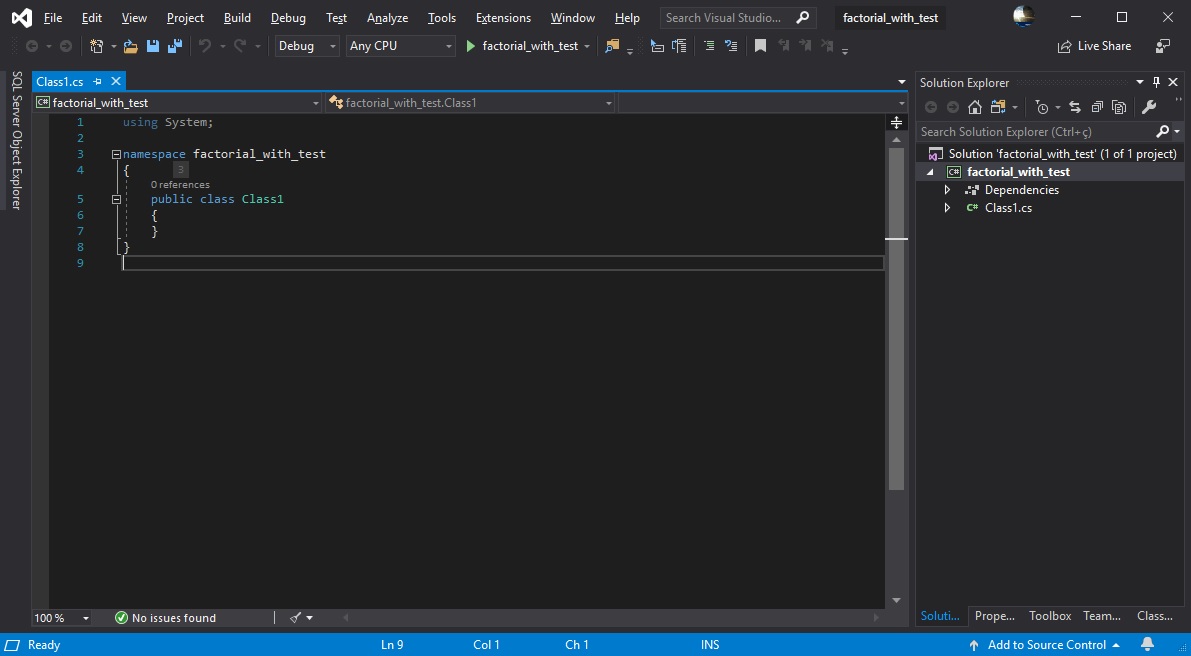 File Edit View Project Build Debug Test Analyze Tools Extensions Window Help Search Visual Studio... factorial_with_test
Debug Any CPU factorial_with_test Live Share
SQL Server Object Explorer
Class1.cs
factorial_with_test factorial_with_test.Class1
1 using System;
2
3 namespace factorial_with_test
4 {
3
0 references
5 public class Class1
6 {
7 }
8 }
9
100 % No issues found
Solution Explorer
Search Solution Explorer (Ctrl+ç)
Solution 'factorial_with_test' (1 of 1 project)
C# factorial_with_test
Dependencies
C# Class1.cs
Soluti... Prope... Toolbox Team... Class...
Ready Ln 9 Col 1 Ch 1 INS Add to Source Control